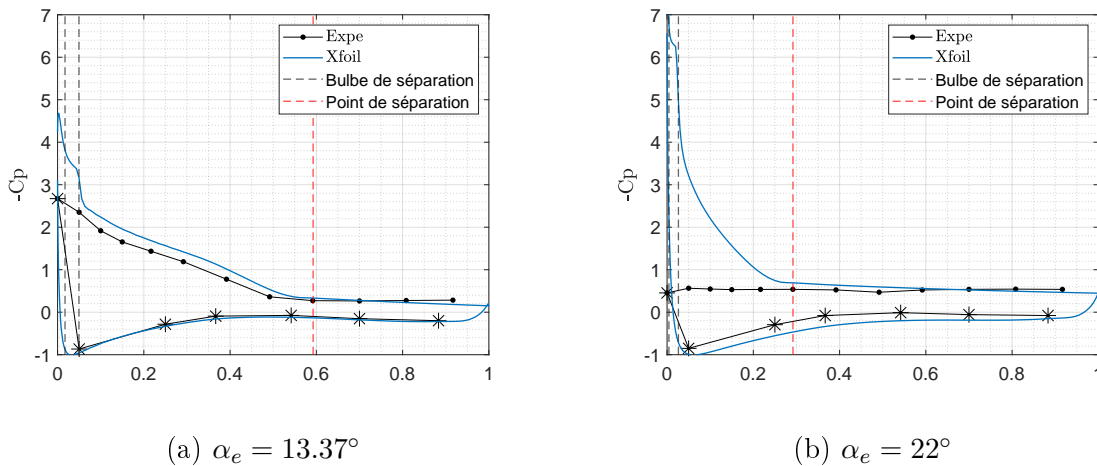 7
6
5
4
3
2
1
0
-1
-Cp
0 0.2 0.4 0.6 0.8 1
Expe
Xfoil
Bulbe de séparation
Point de séparation
(a) αe = 13.37°
7
6
5
4
3
2
1
0
-1
-Cp
0 0.2 0.4 0.6 0.8 1
Expe
Xfoil
Bulbe de séparation
Point de séparation
(b) αe = 22°